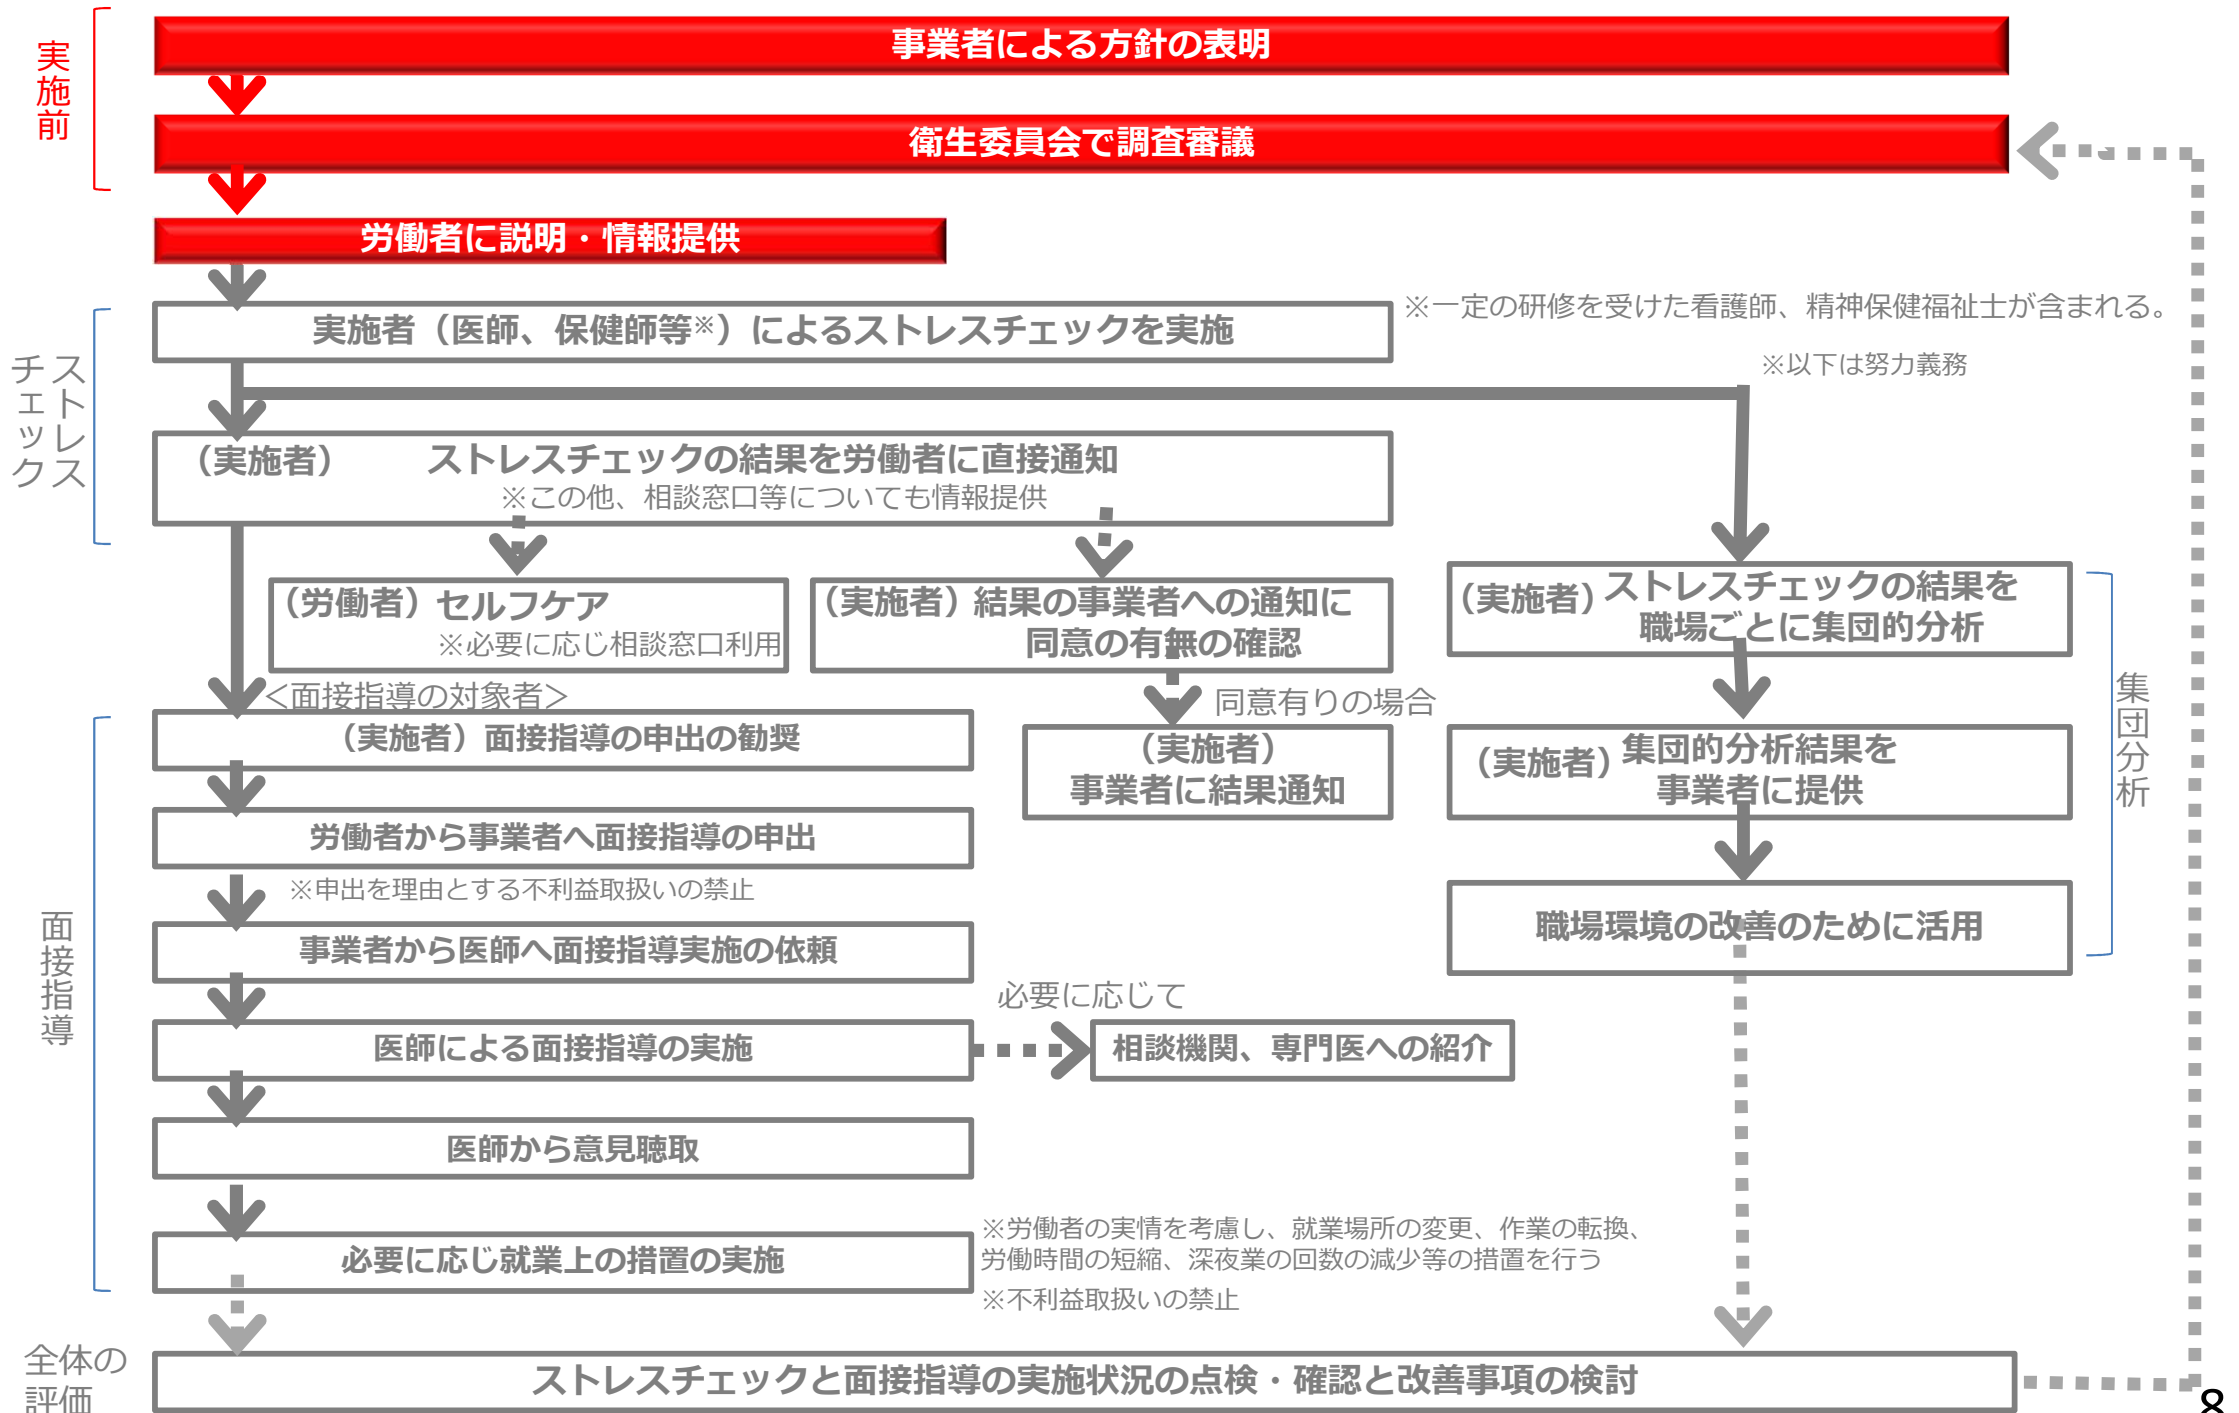 実施前
事業者による方針の表明
衛生委員会で調査審議
労働者に説明・情報提供
ストレス
チェック
実施者（医師、保健師等※）によるストレスチェックを実施
※一定の研修を受けた看護師、精神保健福祉士が含まれる。
※以下は努力義務
（実施者） ストレスチェックの結果を労働者に直接通知
※この他、相談窓口等についても情報提供
（労働者）セルフケア
※必要に応じ相談窓口利用
（実施者）結果の事業者への通知に
同意の有無の確認
（実施者）ストレスチェックの結果を
職場ごとに集団的分析
集団分析
＜面接指導の対象者＞
同意有りの場合
面接指導
（実施者）面接指導の申出の勧奨
（実施者）
事業者に結果通知
（実施者）集団的分析結果を
事業者に提供
労働者から事業者へ面接指導の申出
※申出を理由とする不利益取扱いの禁止
職場環境の改善のために活用
事業者から医師へ面接指導実施の依頼
必要に応じて
医師による面接指導の実施
相談機関、専門医への紹介
医師から意見聴取
必要に応じ就業上の措置の実施
※労働者の実情を考慮し、就業場所の変更、作業の転換、
労働時間の短縮、深夜業の回数の減少等の措置を行う
※不利益取扱いの禁止
全体の
評価
ストレスチェックと面接指導の実施状況の点検・確認と改善事項の検討
8